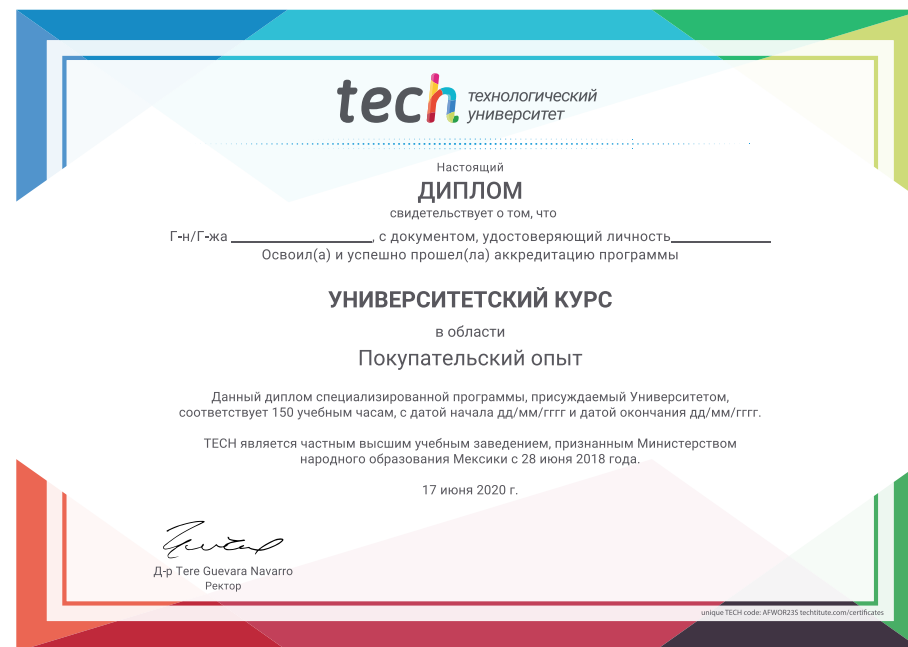 tech технологический
университет
Настоящий
ДИПЛОМ
свидетельствует о том, что
Г-н/Г-жа ____________________, с документом, удостоверяющий личность______________
Освоил(а) и успешно прошел(ла) аккредитацию программы
УНИВЕРСИТЕТСКИЙ КУРС
в области
Покупательский опыт
Данный диплом специализированной программы, присуждаемый Университетом,
соответствует 150 учебным часам, с датой начала дд/мм/гггг и датой окончания дд/мм/гггг.
TECH является частным высшим учебным заведением, признанным Министерством
народного образования Мексики с 28 июня 2018 года.
17 июня 2020 г.
Д-р Tere Guevara Navarro
Ректор
unique TECH code: AFWOR23S techtitute.com/certificates